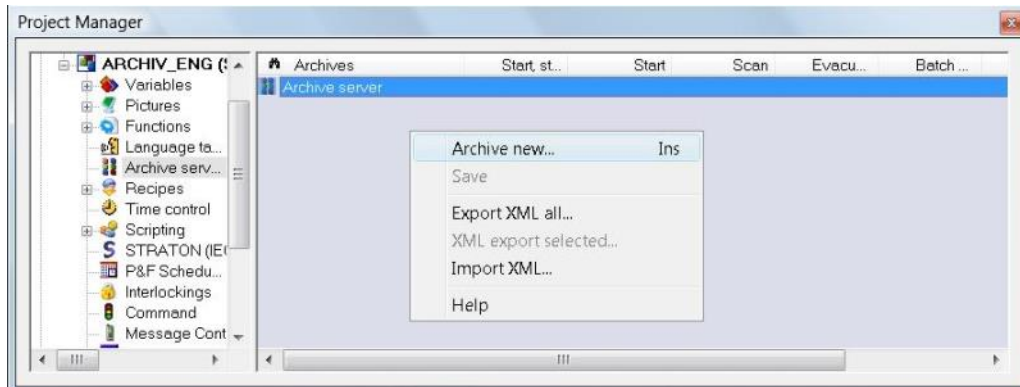 Project Manager
ARCHIV_ENG (
Variables
Pictures
Functions
Language ta...
Archive serv...
Recipes
Time control
Scripting
STRATON (IE
P&F Schedu...
Interlockings
Command
Message Cont
Archives Start, st... Start Scan Evacu... Batch ...
Archive server
Archive new... Ins
Save
Export XML all...
XML export selected...
Import XML...
Help